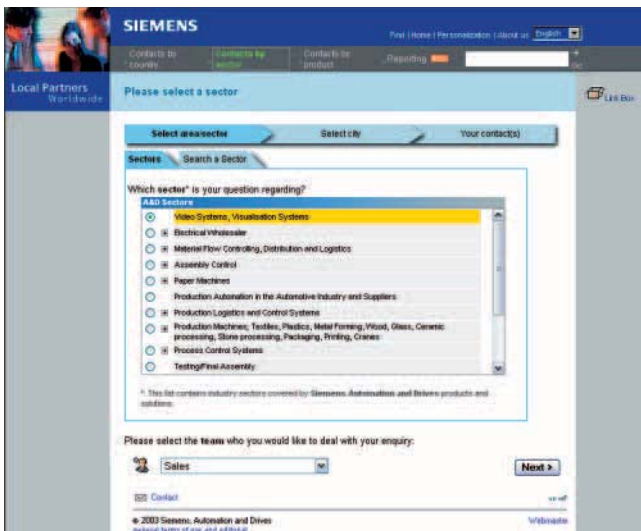 SIEMENS
Find | Home | Personalization | About us English
Contacts by country
Contacts by sector
Contacts by product
Reporting
Go
Local Partners
Worldwide
Please select a sector
Link Box
Select area/sector
Select city
Your contact(s)
Sectors
Search a Sector
Which sector* is your question regarding?
A&D Sectors
Video Systems, Visualisation Systems
Electrical Wholesaler
Material Flow Controlling, Distribution and Logistics
Assembly Control
Paper Machines
Production Automation in the Automotive Industry and Suppliers
Production Logistics and Control Systems
Production Machines; Textiles, Plastics, Metal Forming, Wood, Glass, Ceramic
processing, Stone processing, Packaging, Printing, Cranes
Process Control Systems
Testing/Final Assembly
*: This list contains industry sectors covered by Siemens Automation and Drives products and
solutions.
Please select the team who you would like to deal with your enquiry:
Sales
Next >
Contact
© 2003 Siemens, Automation and Drives
Webmaster